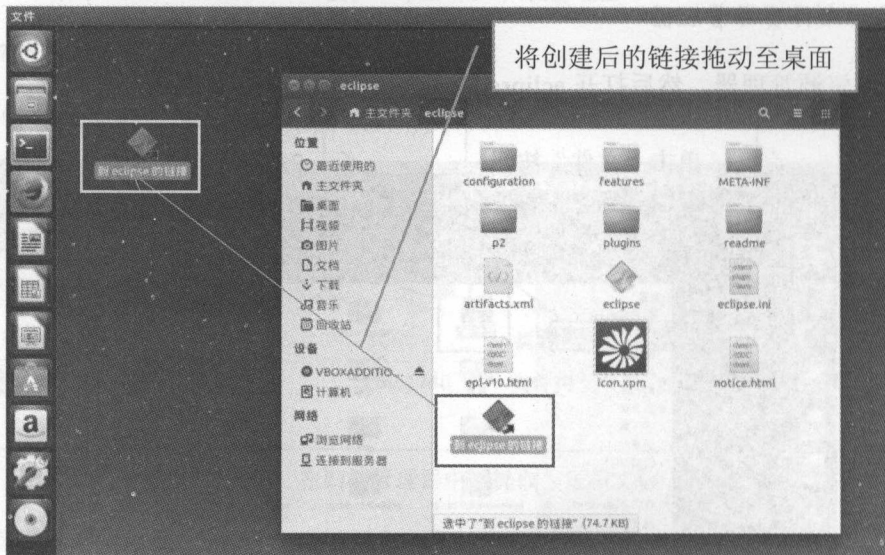 文件
将创建后的链接拖动至桌面
eclipse
主文件夹 eclipse
到 eclipse 的链接
位置
最近使用的
主文件夹
桌面
视频
图片
文档
下载
音乐
回收站
设备
VBOXADDITIO...
计算机
网络
浏览网络
连接到服务器
configuration
features
META-INF
p2
plugins
readme
artifacts.xml
eclipse
eclipse.ini
epl-v10.html
icon.xpm
notice.html
到 eclipse 的链接
选中了“到 eclipse 的链接” (74.7 KB)